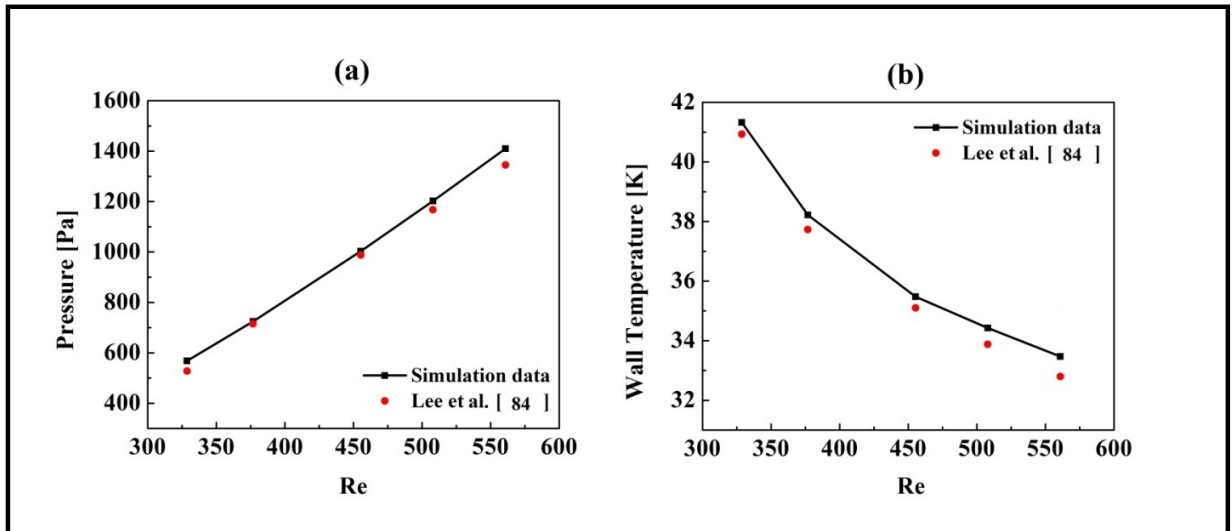 (a)
1600
1400
1200
1000
800
600
400
Pressure [Pa]
Simulation data
Lee et al. [ 84 ]
300 350 400 450 500 550 600
Re
(b)
42
40
38
36
34
32
Wall Temperature [K]
Simulation data
Lee et al. [ 84 ]
300 350 400 450 500 550 600
Re